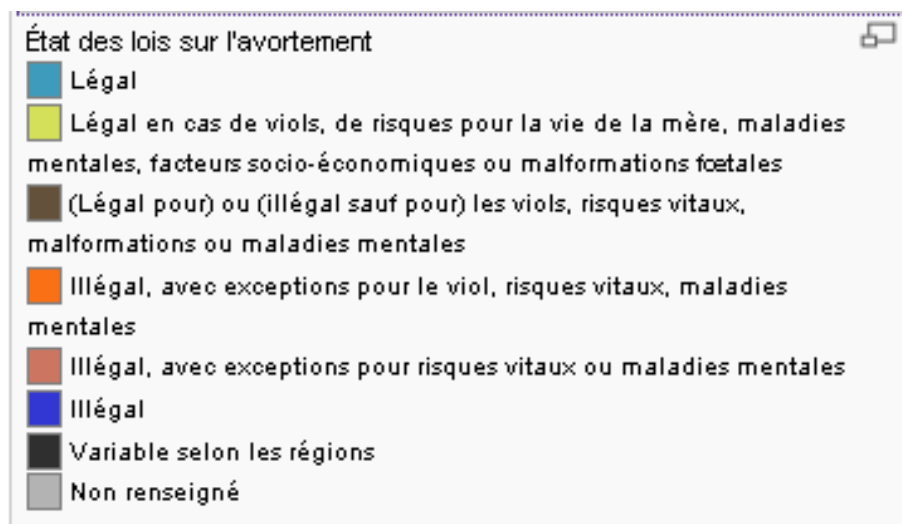 État des lois sur l'avortement
Légal
Légal en cas de viols, de risques pour la vie de la mère, maladies
mentales, facteurs socio-économiques ou malformations fœtales
(Légal pour) ou (illégal sauf pour) les viols, risques vitaux,
malformations ou maladies mentales
Illégal, avec exceptions pour le viol, risques vitaux, maladies
mentales
Illégal, avec exceptions pour risques vitaux ou maladies mentales
Illégal
Variable selon les régions
Non renseigné